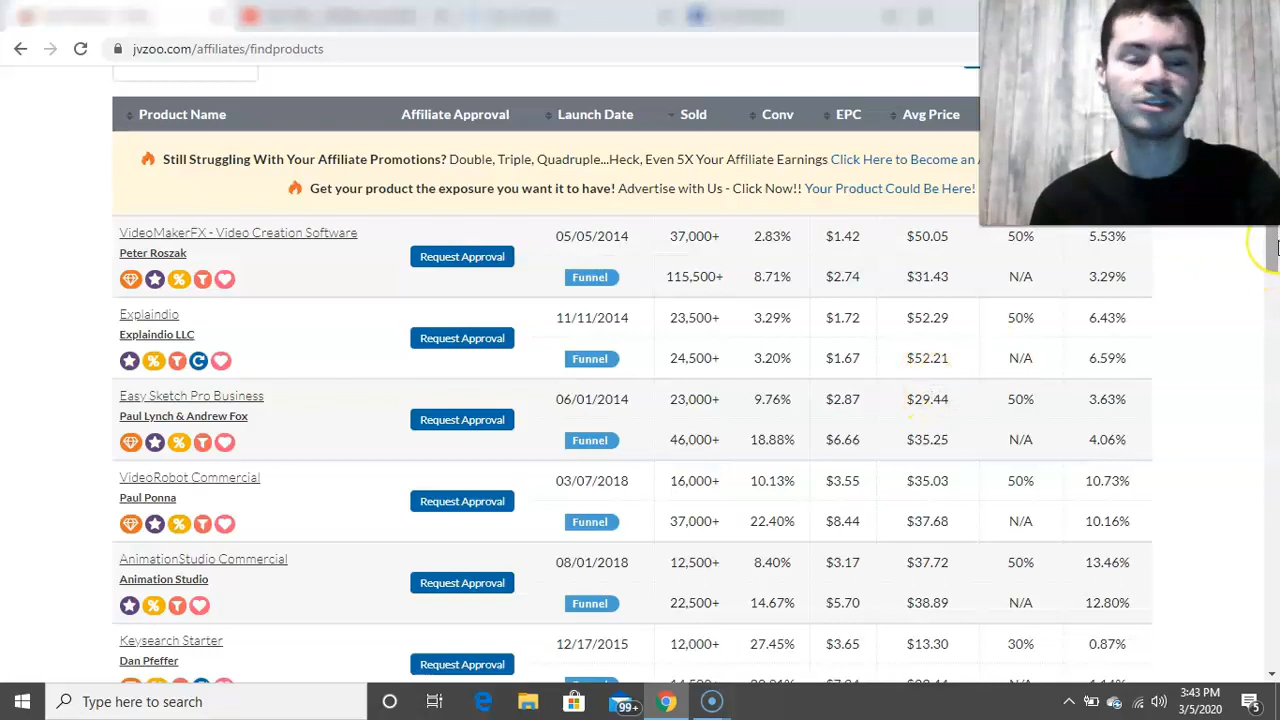 jvzoo.com/affiliates/findproducts
Product Name Affiliate Approval Launch Date Sold Conv EPC Avg Price
Still Struggling With Your Affiliate Promotions? Double, Triple, Quadruple...Heck, Even 5X Your Affiliate Earnings Click Here to Become an
Get your product the exposure you want it to have! Advertise with Us - Click Now!! Your Product Could Be Here!
VideoMakerFX - Video Creation Software 05/05/2014 37,000+ 2.83% $1.42 $50.05 50% 5.53%
Peter Roszak Request Approval
Funnel 115,500+ 8.71% $2.74 $31.43 N/A 3.29%
Explaindio 11/11/2014 23,500+ 3.29% $1.72 $52.29 50% 6.43%
Explaindio LLC Request Approval
Funnel 24,500+ 3.20% $1.67 $52.21 N/A 6.59%
Easy Sketch Pro Business 06/01/2014 23,000+ 9.76% $2.87 $29.44 50% 3.63%
Paul Lynch & Andrew Fox Request Approval
Funnel 46,000+ 18.88% $6.66 $35.25 N/A 4.06%
VideoRobot Commercial 03/07/2018 16,000+ 10.13% $3.55 $35.03 50% 10.73%
Paul Ponna Request Approval
Funnel 37,000+ 22.40% $8.44 $37.68 N/A 10.16%
AnimationStudio Commercial 08/01/2018 12,500+ 8.40% $3.17 $37.72 50% 13.46%
Animation Studio Request Approval
Funnel 22,500+ 14.67% $5.70 $38.89 N/A 12.80%
Keysearch Starter 12/17/2015 12,000+ 27.45% $3.65 $13.30 30% 0.87%
Dan Pfeffer Request Approval
Type here to search
99+
3:43 PM
3/5/2020
5